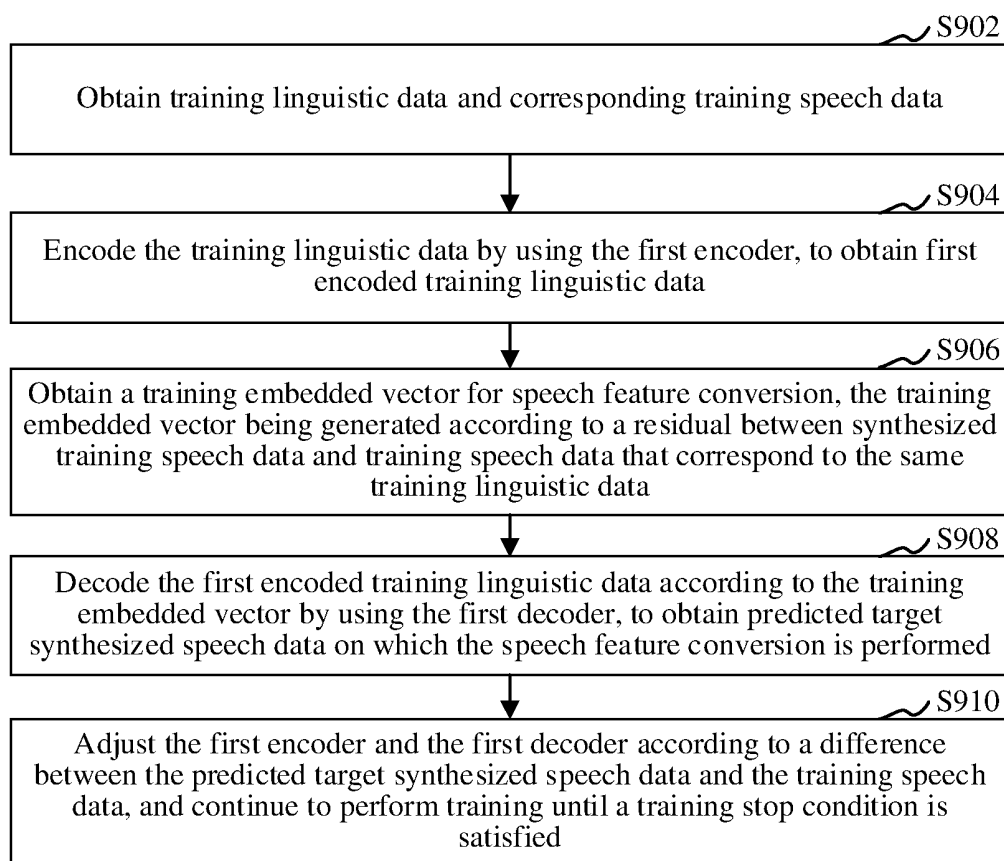 S902
Obtain training linguistic data and corresponding training speech data
S904
Encode the training linguistic data by using the first encoder, to obtain first
encoded training linguistic data
S906
Obtain a training embedded vector for speech feature conversion, the training
embedded vector being generated according to a residual between synthesized
training speech data and training speech data that correspond to the same
training linguistic data
S908
Decode the first encoded training linguistic data according to the training
embedded vector by using the first decoder, to obtain predicted target
synthesized speech data on which the speech feature conversion is performed
S910
Adjust the first encoder and the first decoder according to a difference
between the predicted target synthesized speech data and the training speech
data, and continue to perform training until a training stop condition is
satisfied